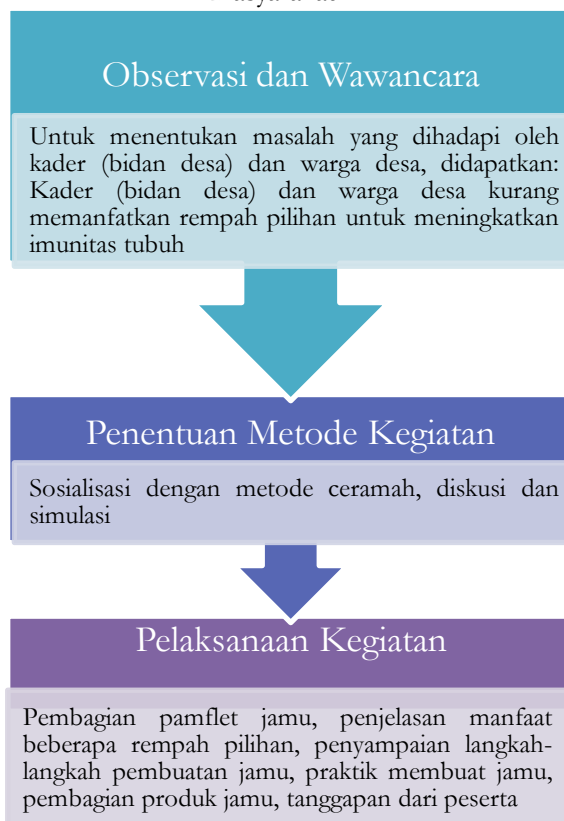 Observasi dan Wawancara
Untuk menentukan masalah yang dihadapi oleh
kader (bidan desa) dan warga desa, didapatkan:
Kader (bidan desa) dan warga desa kurang
memanfatkan rempah pilihan untuk meningkatkan
imunitas tubuh
Penentuan Metode Kegiatan
Sosialisasi dengan metode ceramah, diskusi dan
simulasi
Pelaksanaan Kegiatan
Pembagian pamflet jamu, penjelasan manfaat
beberapa rempah pilihan, penyampaian langkah-
langkah pembuatan jamu, praktik membuat jamu,
pembagian produk jamu, tanggapan dari peserta